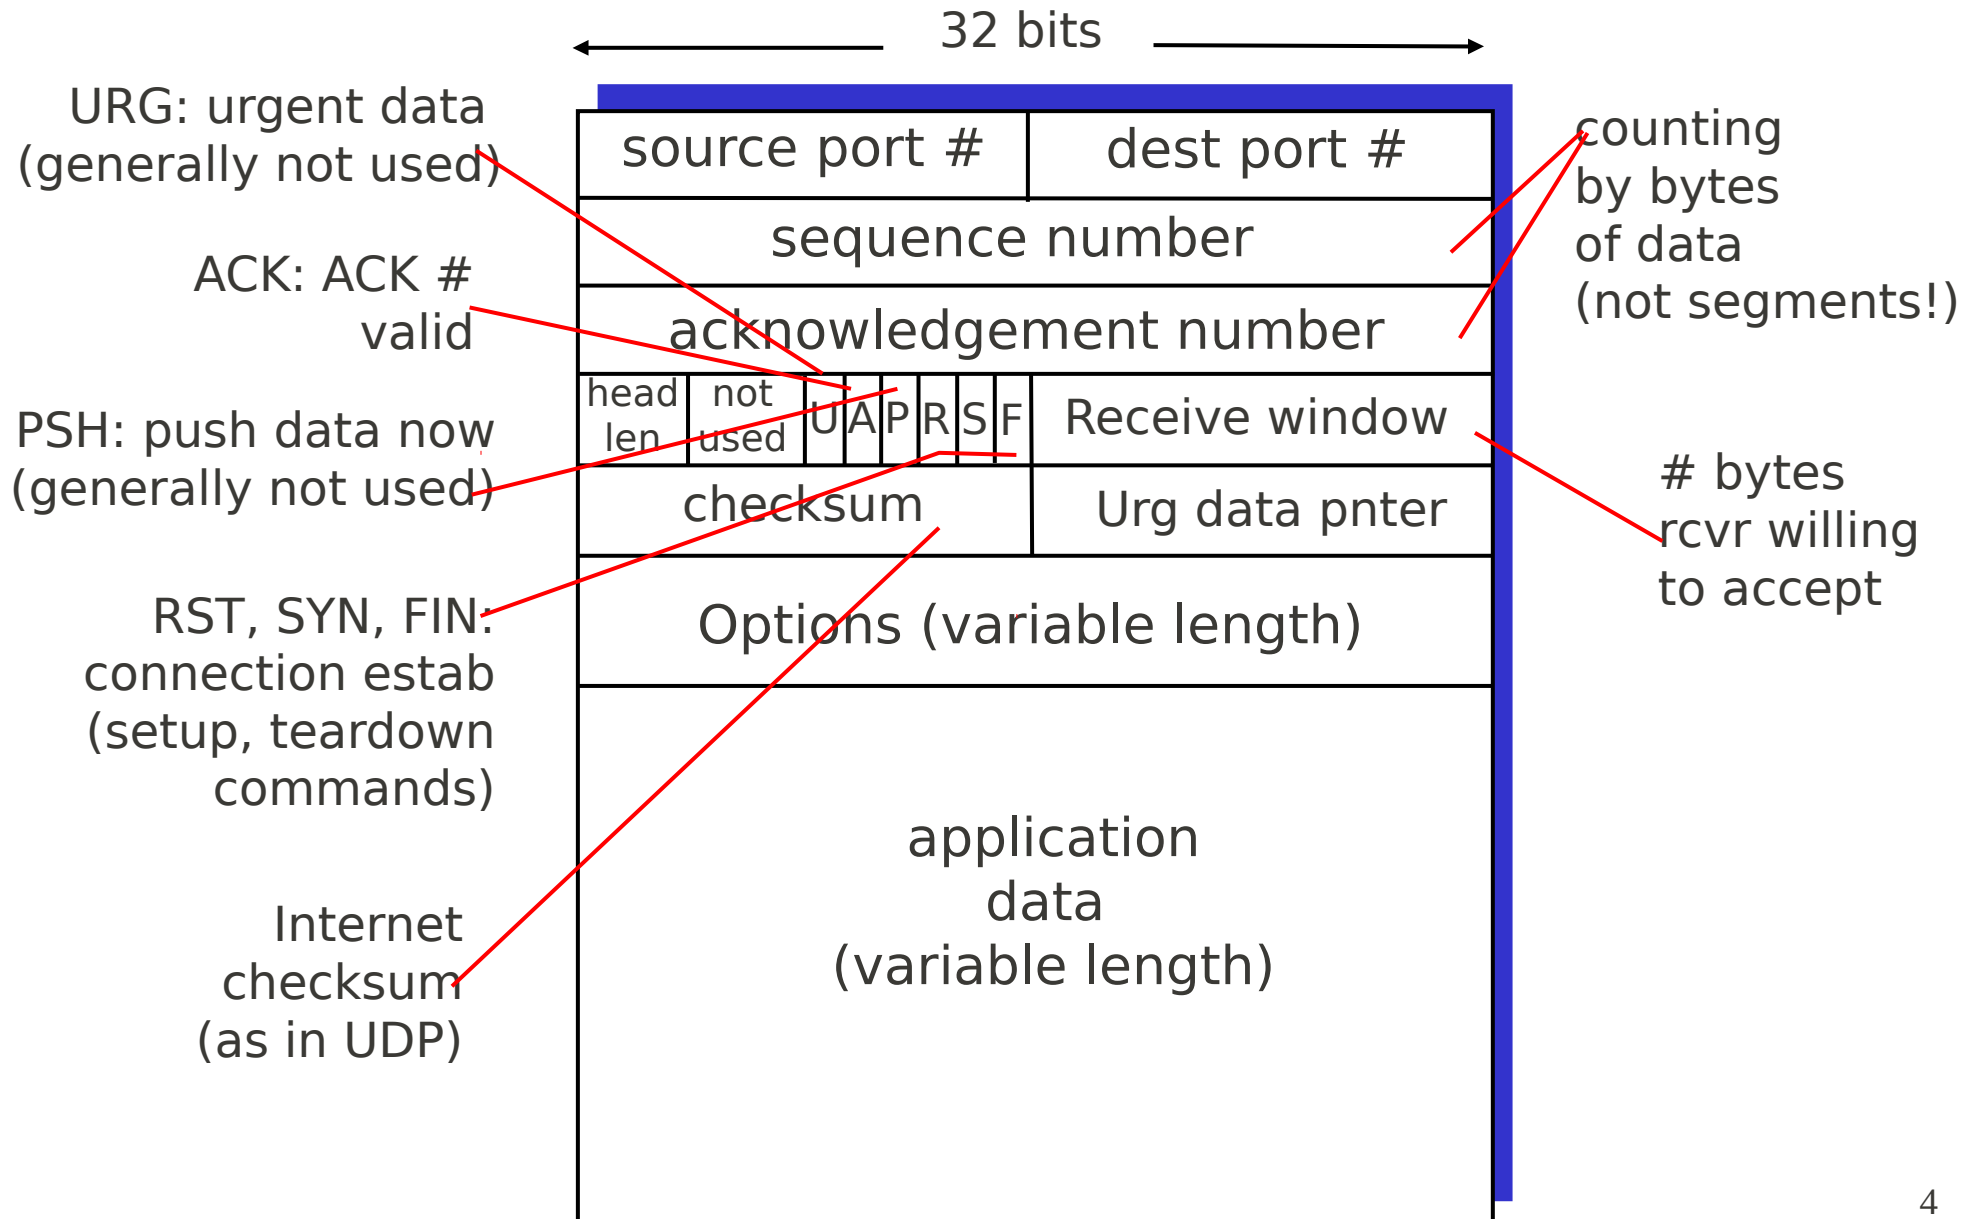 32 bits
URG: urgent data
(generally not used)
ACK: ACK #
valid
PSH: push data now
(generally not used)
RST, SYN, FIN:
connection estab
(setup, teardown
commands)
Internet
checksum
(as in UDP)
source port #
dest port #
sequence number
acknowledgement number
head
len
not
used
U
A
P
R
S
F
Receive window
checksum
Urg data pnter
Options (variable length)
application
data
(variable length)
counting
by bytes
of data
(not segments!)
# bytes
rcvr willing
to accept
4